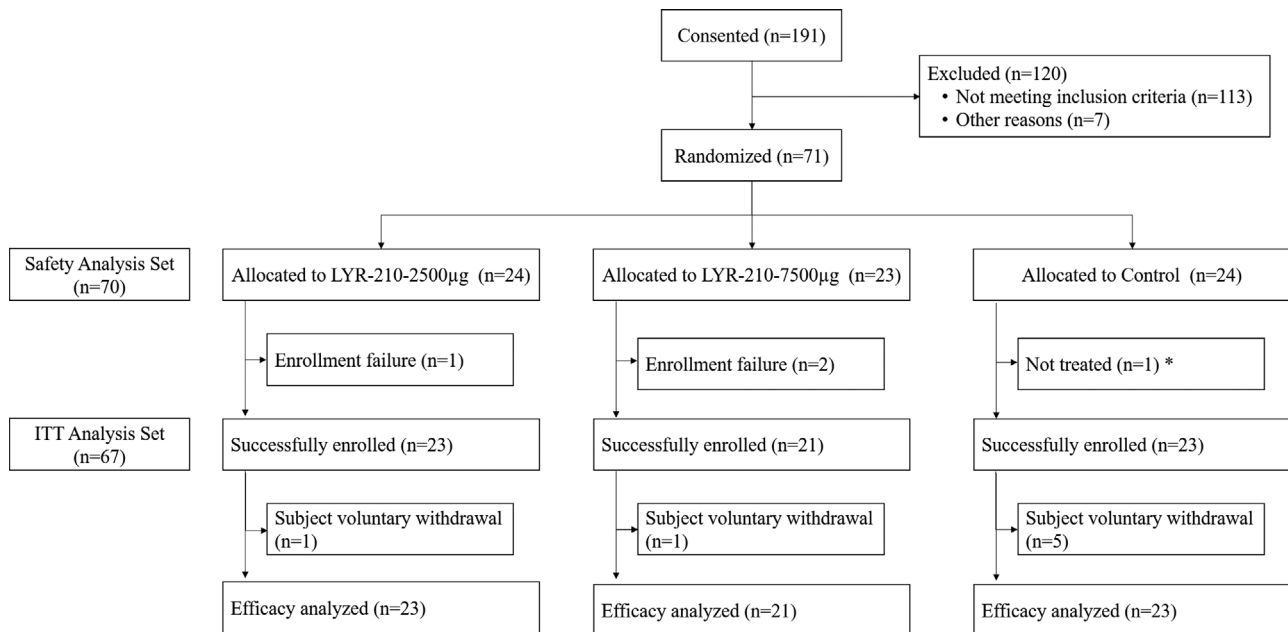 Consented (n=191)
Excluded (n=120)
• Not meeting inclusion criteria (n=113)
• Other reasons (n=7)
Randomized (n=71)
Safety Analysis Set
(n=70)
Allocated to LYR-210-2500µg (n=24)
Allocated to LYR-210-7500µg (n=23)
Allocated to Control (n=24)
Enrollment failure (n=1)
Enrollment failure (n=2)
Not treated (n=1) *
ITT Analysis Set
(n=67)
Successfully enrolled (n=23)
Successfully enrolled (n=21)
Successfully enrolled (n=23)
Subject voluntary withdrawal
(n=1)
Subject voluntary withdrawal
(n=1)
Subject voluntary withdrawal
(n=5)
Efficacy analyzed (n=23)
Efficacy analyzed (n=21)
Efficacy analyzed (n=23)